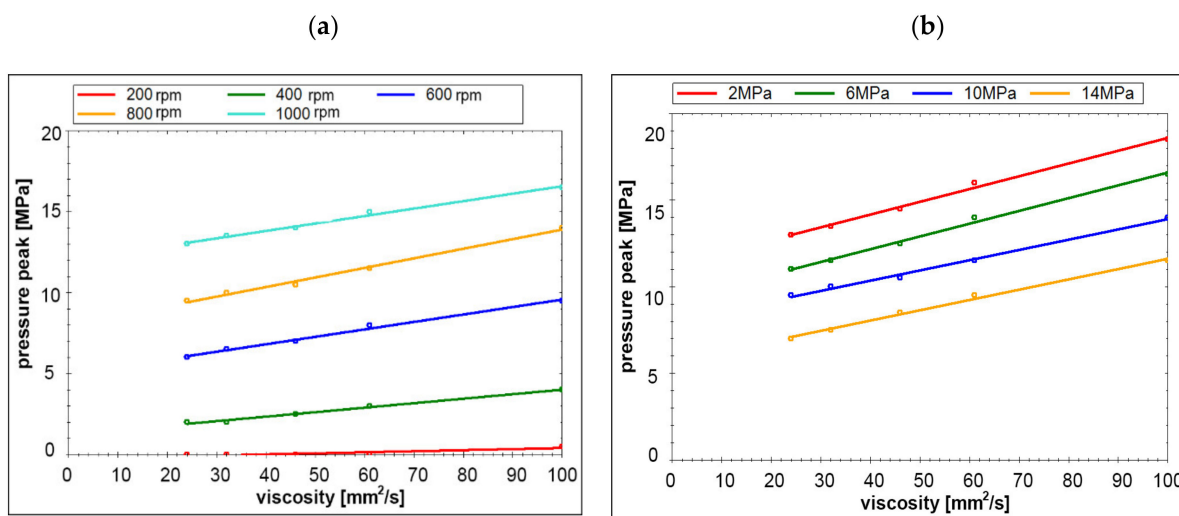 (a)
(b)
200 rpm 400 rpm 600 rpm
800 rpm 1000 rpm
2MPa 6MPa 10MPa 14MPa
20
15
10
5
0
pressure peak [MPa]
0 10 20 30 40 50 60 70 80 90 100
viscosity [mm²/s]
20
15
10
5
0
pressure peak [MPa]
0 10 20 30 40 50 60 70 80 90 100
viscosity [mm²/s]